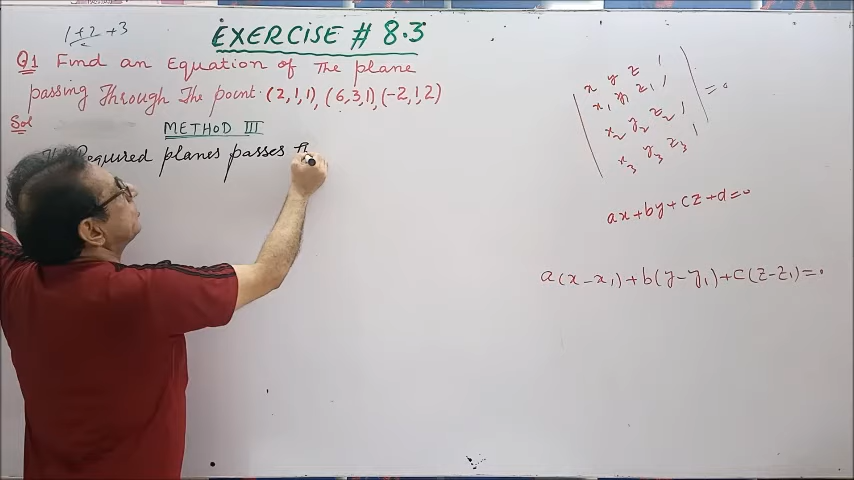 1+2+3
EXERCISE # 8.3
Q1 Find an Equation of The plane
passing Through The point (2,1,1), (6,3,1), (-2,1,2)
Sol
METHOD III
Required planes passes
x y z 1
x₁ y₁ z₁ 1
x₂ y₂ z₂ 1
x₃ y₃ z₃ 1
= 0
ax+by+cz+d=0
a(x-x₁)+b(y-y₁)+c(z-z₁)=0